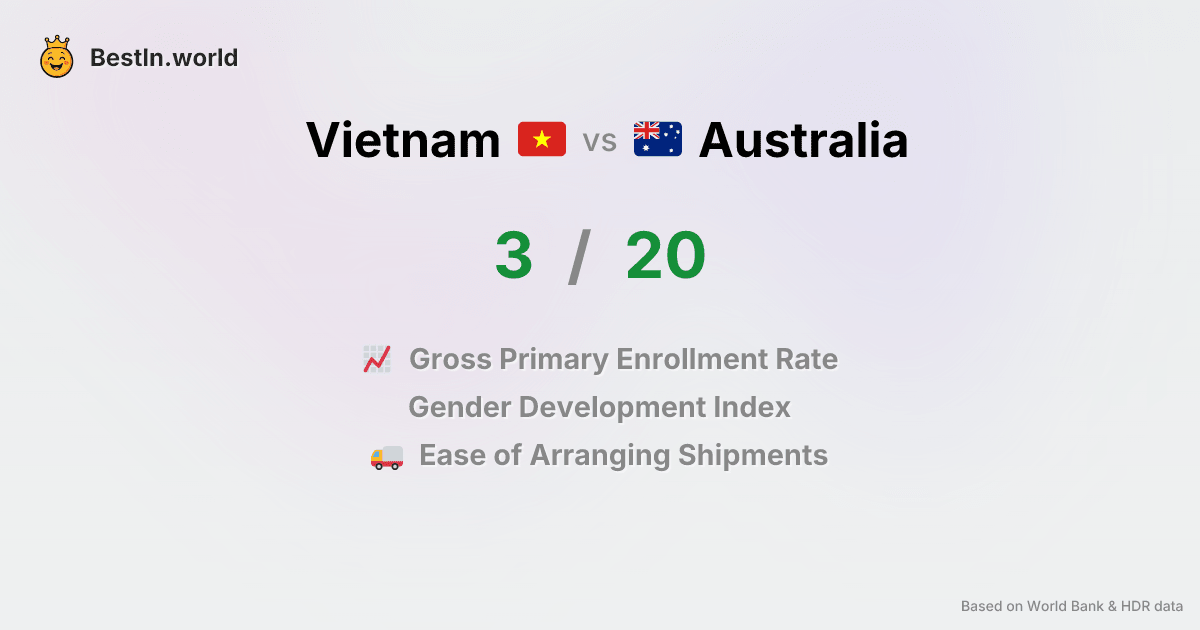 BestIn.world
Vietnam vs Australia
3 / 20
Gross Primary Enrollment Rate
Gender Development Index
Ease of Arranging Shipments
Based on World Bank & HDR data